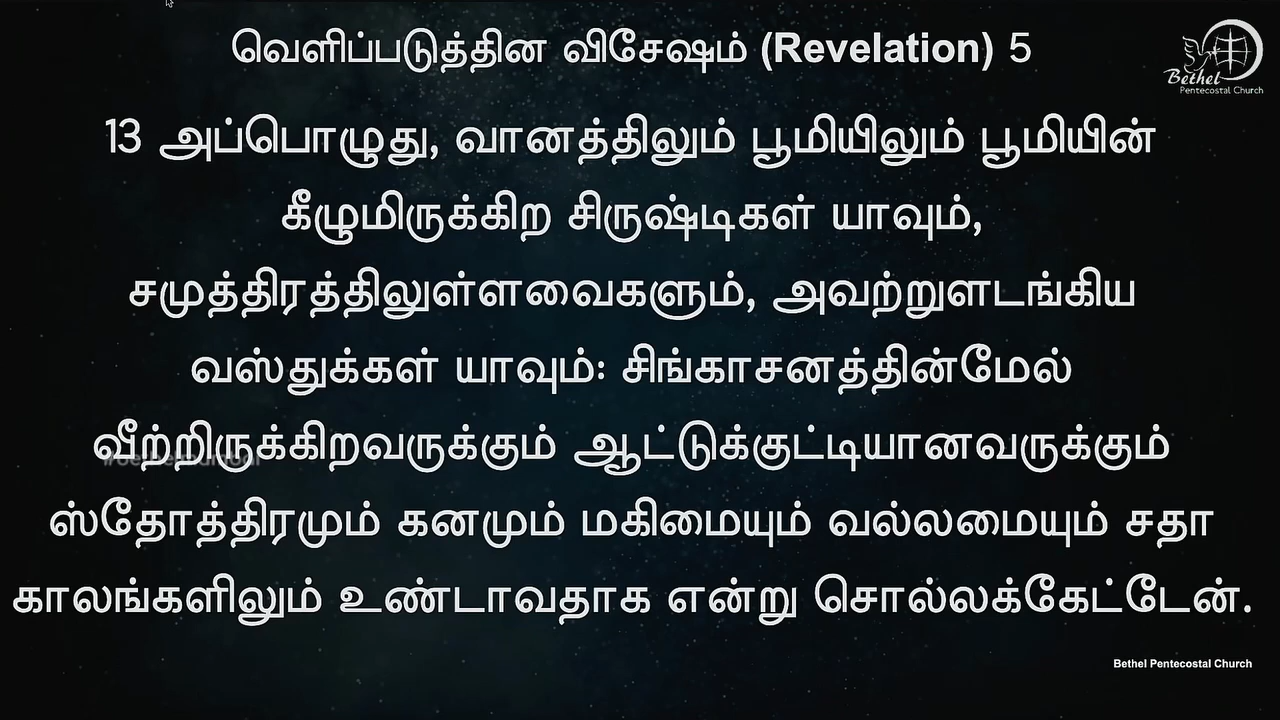 வெளிப்படுத்தின விசேஷம் (Revelation) 5
Bethel
Pentecostal Church
13 அப்பொழுது, வானத்திலும் பூமியிலும் பூமியின்
கீழுமிருக்கிற சிருஷ்டிகள் யாவும்,
சமுத்திரத்திலுள்ளவைகளும், அவற்றுளடங்கிய
வஸ்துக்கள் யாவும்: சிங்காசனத்தின்மேல்
வீற்றிருக்கிறவருக்கும் ஆட்டுக்குட்டியானவருக்கும்
ஸ்தோத்திரமும் கனமும் மகிமையும் வல்லமையும் சதா
காலங்களிலும் உண்டாவதாக என்று சொல்லக்கேட்டேன்.
Bethel Pentecostal Church